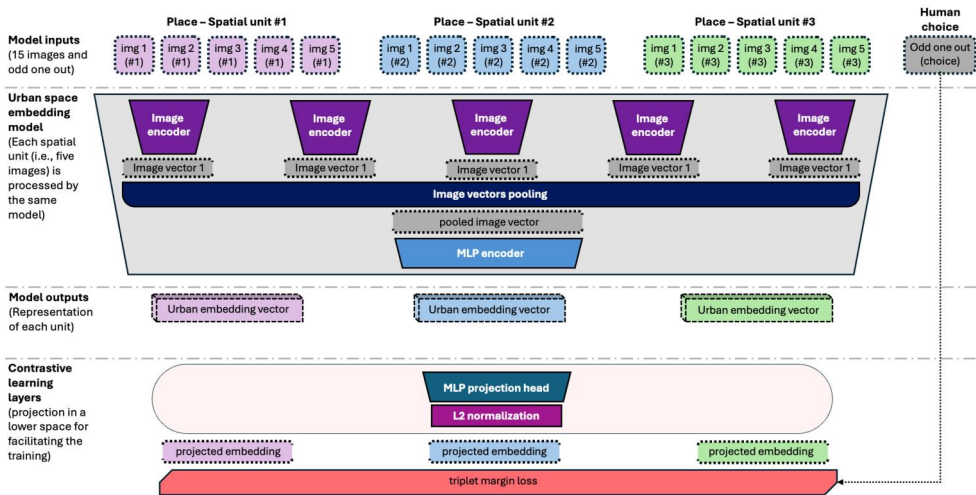 Place – Spatial unit #1
Place – Spatial unit #2
Place – Spatial unit #3
Human
choice
Model inputs
(15 images and
odd one out)
img 1
(#1)
img 2
(#1)
img 3
(#1)
img 4
(#1)
img 5
(#1)
img 1
(#2)
img 2
(#2)
img 3
(#2)
img 4
(#2)
img 5
(#2)
img 1
(#3)
img 2
(#3)
img 3
(#3)
img 4
(#3)
img 5
(#3)
Odd one out
(choice)
Urban space
embedding
model
(Each spatial
unit (i.e., five
images) is
processed by
the same
model)
Image
encoder
Image
encoder
Image
encoder
Image
encoder
Image
encoder
Image vector 1
Image vector 1
Image vector 1
Image vector 1
Image vector 1
Image vectors pooling
pooled image vector
MLP encoder
Model outputs
(Representation
of each unit)
Urban embedding vector
Urban embedding vector
Urban embedding vector
Contrastive
learning
layers
(projection in a
lower space for
facilitating the
training)
MLP projection head
L2 normalization
projected embedding
projected embedding
projected embedding
triplet margin loss